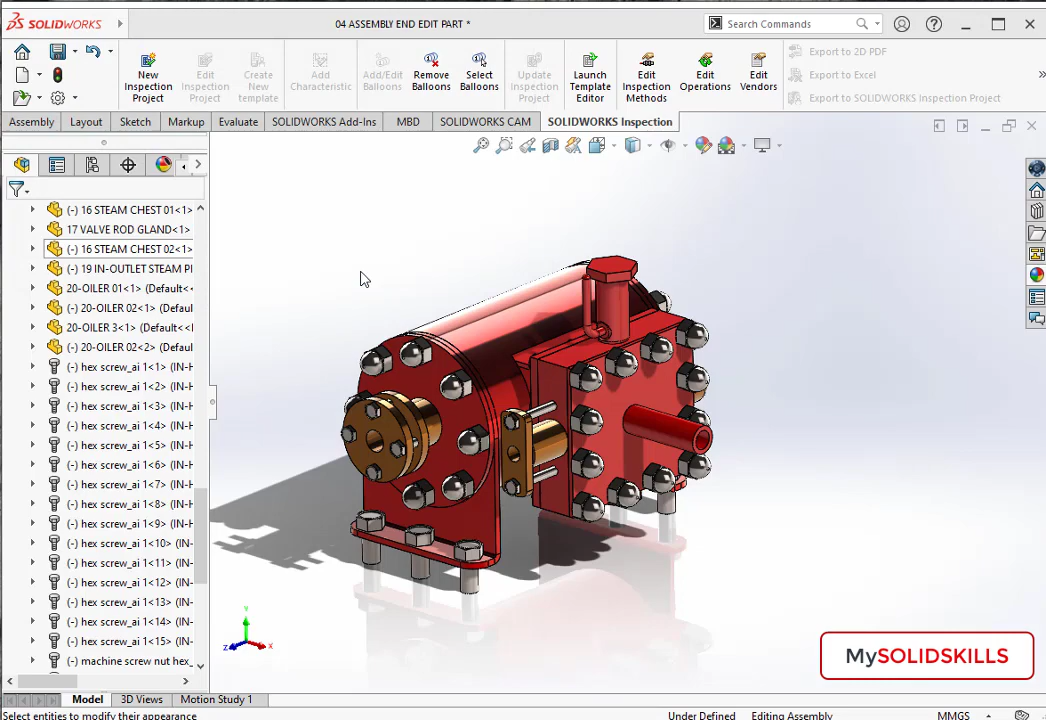 SOLIDWORKS
04 ASSEMBLY END EDIT PART *
Search Commands
New Inspection Project
Edit Inspection Project
Create New template
Add Characteristic
Add/Edit Balloons
Remove Balloons
Select Balloons
Update Inspection Project
Launch Template Editor
Edit Inspection Methods
Edit Operations
Edit Vendors
Export to 2D PDF
Export to Excel
Export to SOLIDWORKS Inspection Project
Assembly
Layout
Sketch
Markup
Evaluate
SOLIDWORKS Add-Ins
MBD
SOLIDWORKS CAM
SOLIDWORKS Inspection
(-) 16 STEAM CHEST 01<1>
17 VALVE ROD GLAND<1>
(-) 16 STEAM CHEST 02<1>
(-) 19 IN-OUTLET STEAM PI
20-OILER 01<1> (Default<
(-) 20-OILER 02<1> (Defaul
20-OILER 3<1> (Default<<
(-) 20-OILER 02<2> (Defaul
(-) hex screw_ai 1<1> (IN-H
(-) hex screw_ai 1<2> (IN-H
(-) hex screw_ai 1<3> (IN-H
(-) hex screw_ai 1<4> (IN-H
(-) hex screw_ai 1<5> (IN-H
(-) hex screw_ai 1<6> (IN-H
(-) hex screw_ai 1<7> (IN-H
(-) hex screw_ai 1<8> (IN-H
(-) hex screw_ai 1<9> (IN-H
(-) hex screw_ai 1<10> (IN-
(-) hex screw_ai 1<11> (IN-
(-) hex screw_ai 1<12> (IN-
(-) hex screw_ai 1<13> (IN-
(-) hex screw_ai 1<14> (IN-
(-) hex screw_ai 1<15> (IN-
(-) machine screw nut hex_
Y
Z
X
MySOLIDSKILLS
Model
3D Views
Motion Study 1
Select entities to modify their appearance
Under Defined
Editing Assembly
MMGS